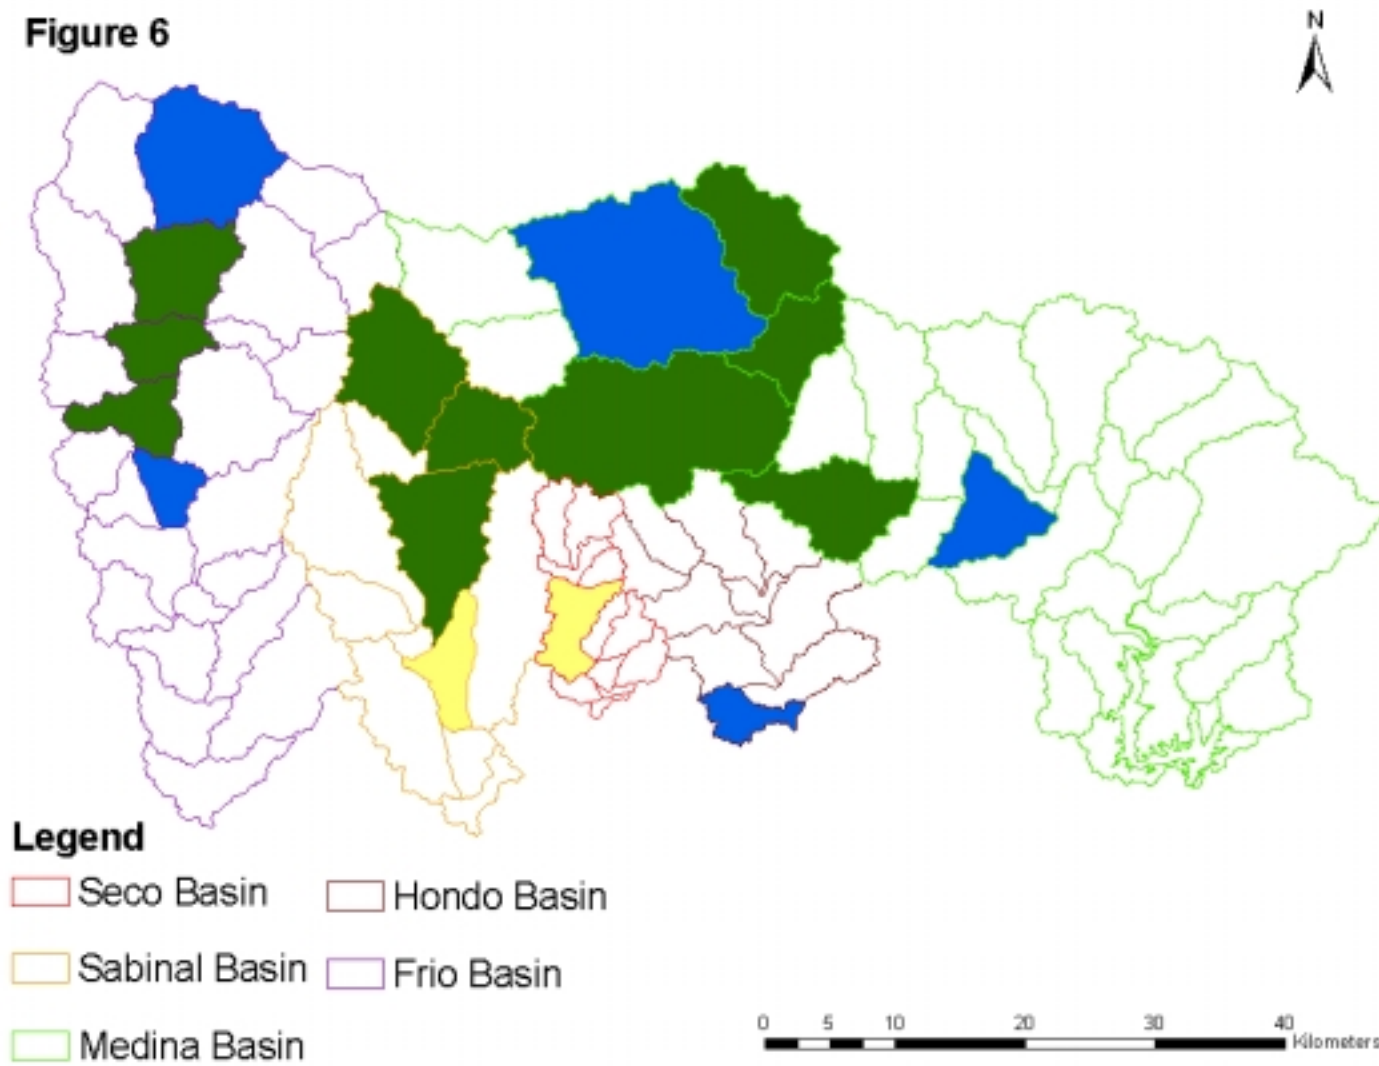 Figure 6
N
Legend
Seco Basin
Hondo Basin
Sabinal Basin
Frio Basin
Medina Basin
0 5 10 20 30 40
Kilometers